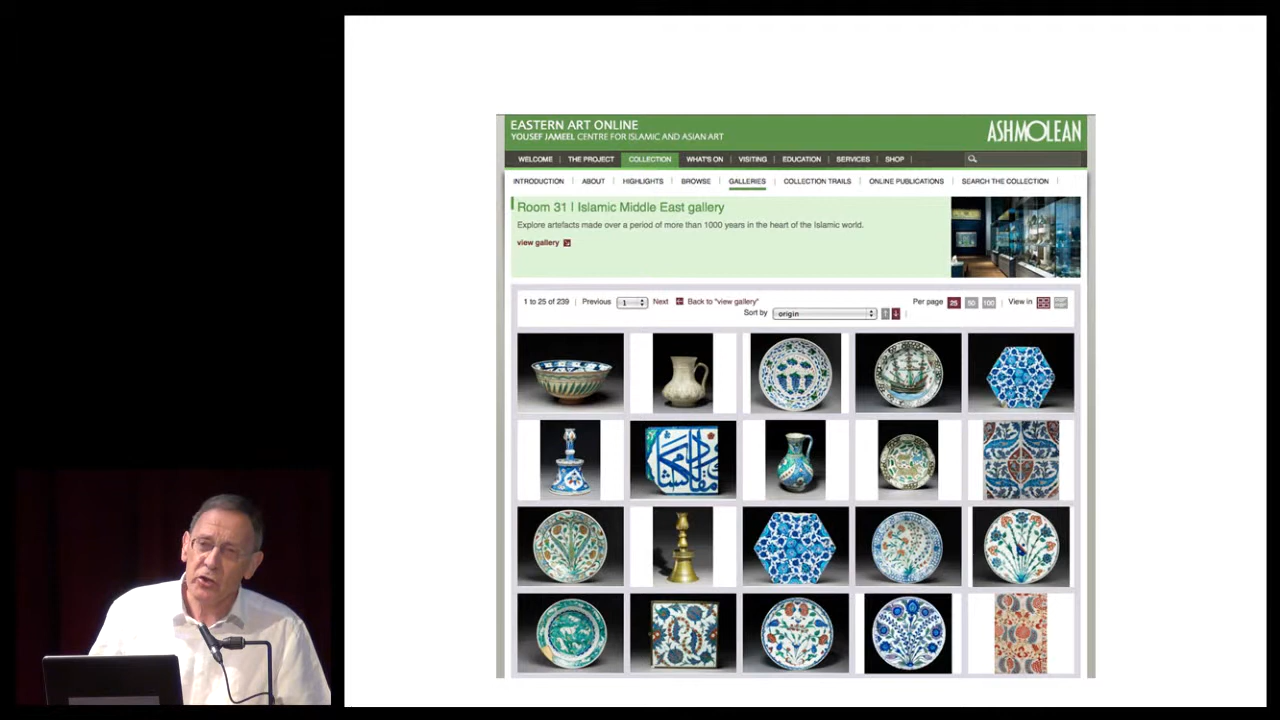 EASTERN ART ONLINE
YOUSEF JAMEEL CENTRE FOR ISLAMIC AND ASIAN ART
ASHMOLEAN
WELCOME | THE PROJECT | COLLECTION | WHAT'S ON | VISITING | EDUCATION | SERVICES | SHOP |
INTRODUCTION | ABOUT | HIGHLIGHTS | BROWSE | GALLERIES | COLLECTION TRAILS | ONLINE PUBLICATIONS | SEARCH THE COLLECTION |
Room 31 | Islamic Middle East gallery
Explore artefacts made over a period of more than 1000 years in the heart of the Islamic world.
view gallery
1 to 25 of 239 | Previous 1 Next Back to "view gallery" Per page 25 50 100 | View in
Sort by origin